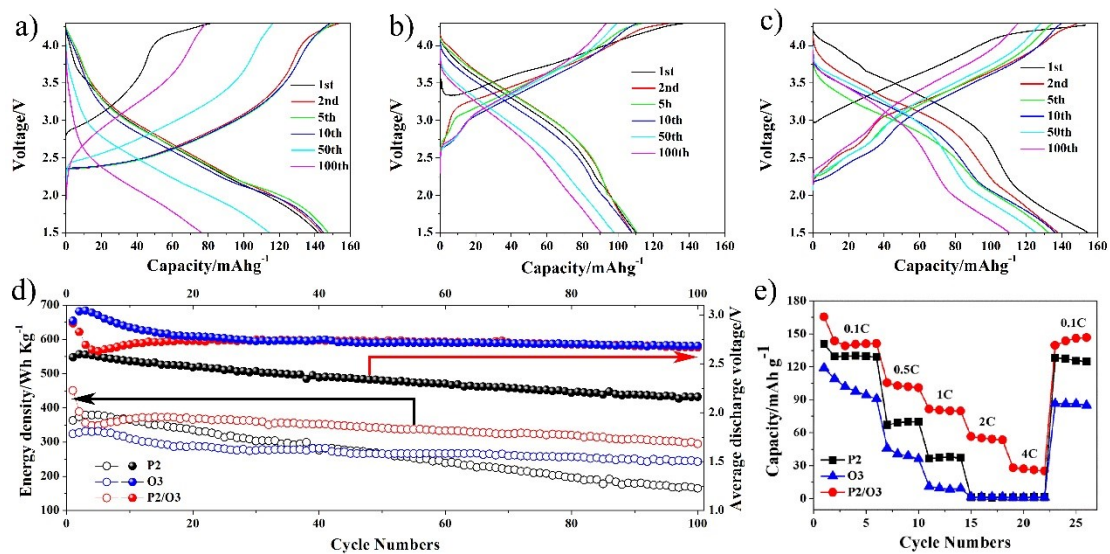 a)
4.0
3.5
3.0
2.5
2.0
1.5
Voltage/V
1st
2nd
5th
10th
50th
100th
0 20 40 60 80 100 120 140 160
Capacity/mAhg-1
b)
4.0
3.5
3.0
2.5
2.0
1.5
Voltage/V
1st
2nd
5h
10th
50th
100th
0 20 40 60 80 100 120 140 160
Capacity/mAhg-1
c)
4.0
3.5
3.0
2.5
2.0
1.5
Voltage/V
1st
2nd
5th
10th
50th
100th
0 20 40 60 80 100 120 140 160
Capacity/mAhg-1
d)
0 20 40 60 80 100
700
600
500
400
300
200
100
Energy density/Wh Kg-1
3.0
2.5
2.0
1.5
1.0
Average discharge voltage/V
P2
O3
P2/O3
0 20 40 60 80 100
Cycle Numbers
e)
180
150
120
90
60
30
0
Capacity/mAh g-1
0.1C
0.5C
1C
2C
4C
0.1C
P2
O3
P2/O3
0 5 10 15 20 25
Cycle Numbers